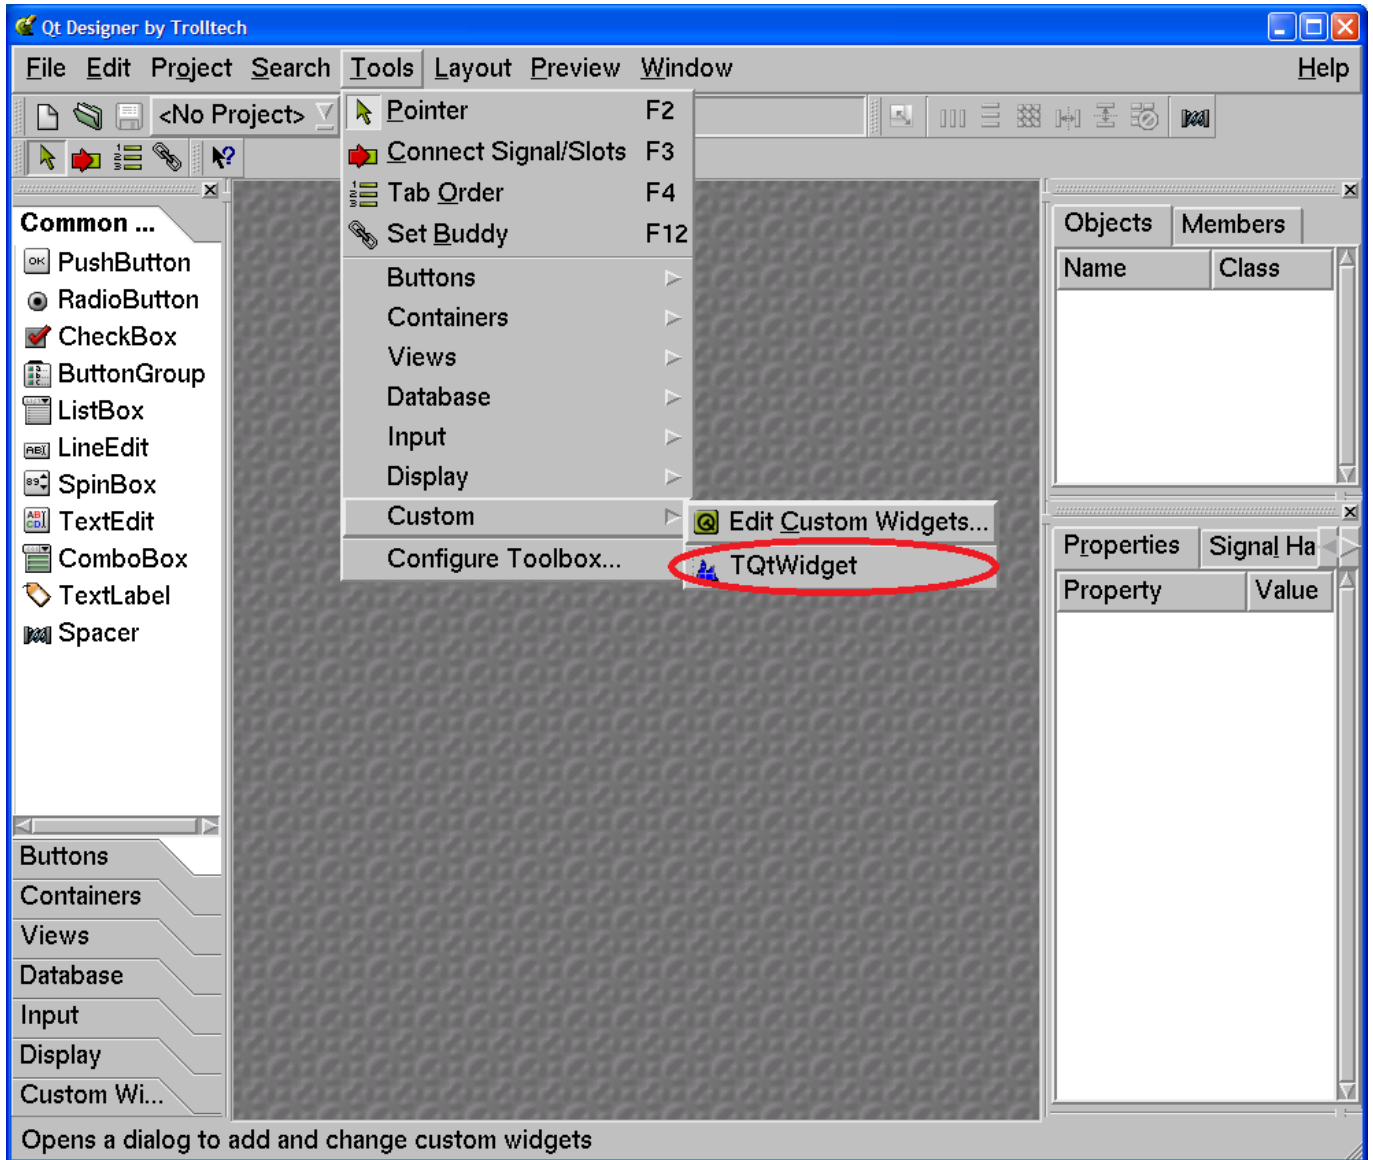 Qt Designer by Trolltech
File Edit Project Search Tools Layout Preview Window Help
<No Project>
Pointer F2
Connect Signal/Slots F3
Tab Order F4
Set Buddy F12
Buttons
Containers
Views
Database
Input
Display
Custom
Configure Toolbox...
Edit Custom Widgets...
TQtWidget
Common ...
PushButton
RadioButton
CheckBox
ButtonGroup
ListBox
LineEdit
SpinBox
TextEdit
ComboBox
TextLabel
Spacer
Buttons
Containers
Views
Database
Input
Display
Custom Wi...
Objects Members
Name Class
Properties Signal Ha
Property Value
Opens a dialog to add and change custom widgets